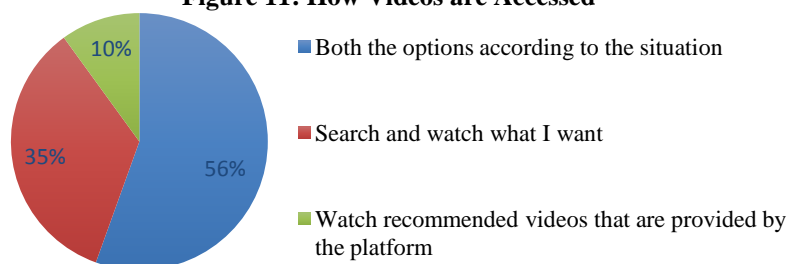 Figure 11: How Videos are Accessed
10%
Both the options according to the situation
35%
Search and watch what I want
56%
Watch recommended videos that are provided by
the platform